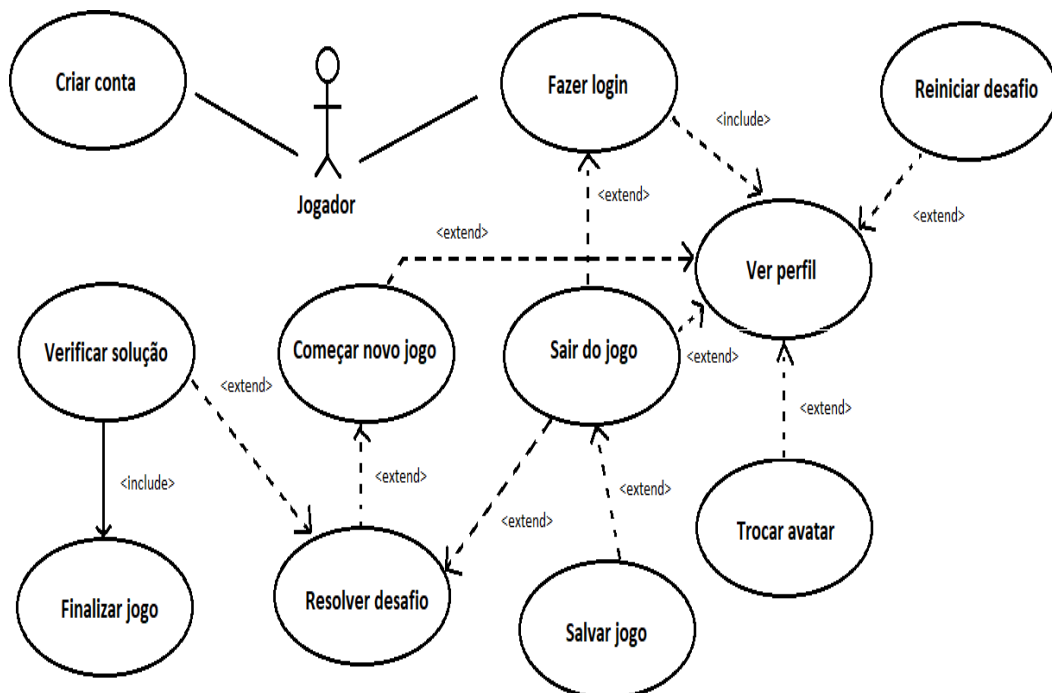 Criar conta
Fazer login
Reiniciar desafio
<include>
Jogador
<extend>
<extend>
<extend>
Ver perfil
Verificar solução
Começar novo jogo
Sair do jogo
<extend>
<extend>
<extend>
<include>
<extend>
<extend>
<extend>
Trocar avatar
Finalizar jogo
Resolver desafio
Salvar jogo